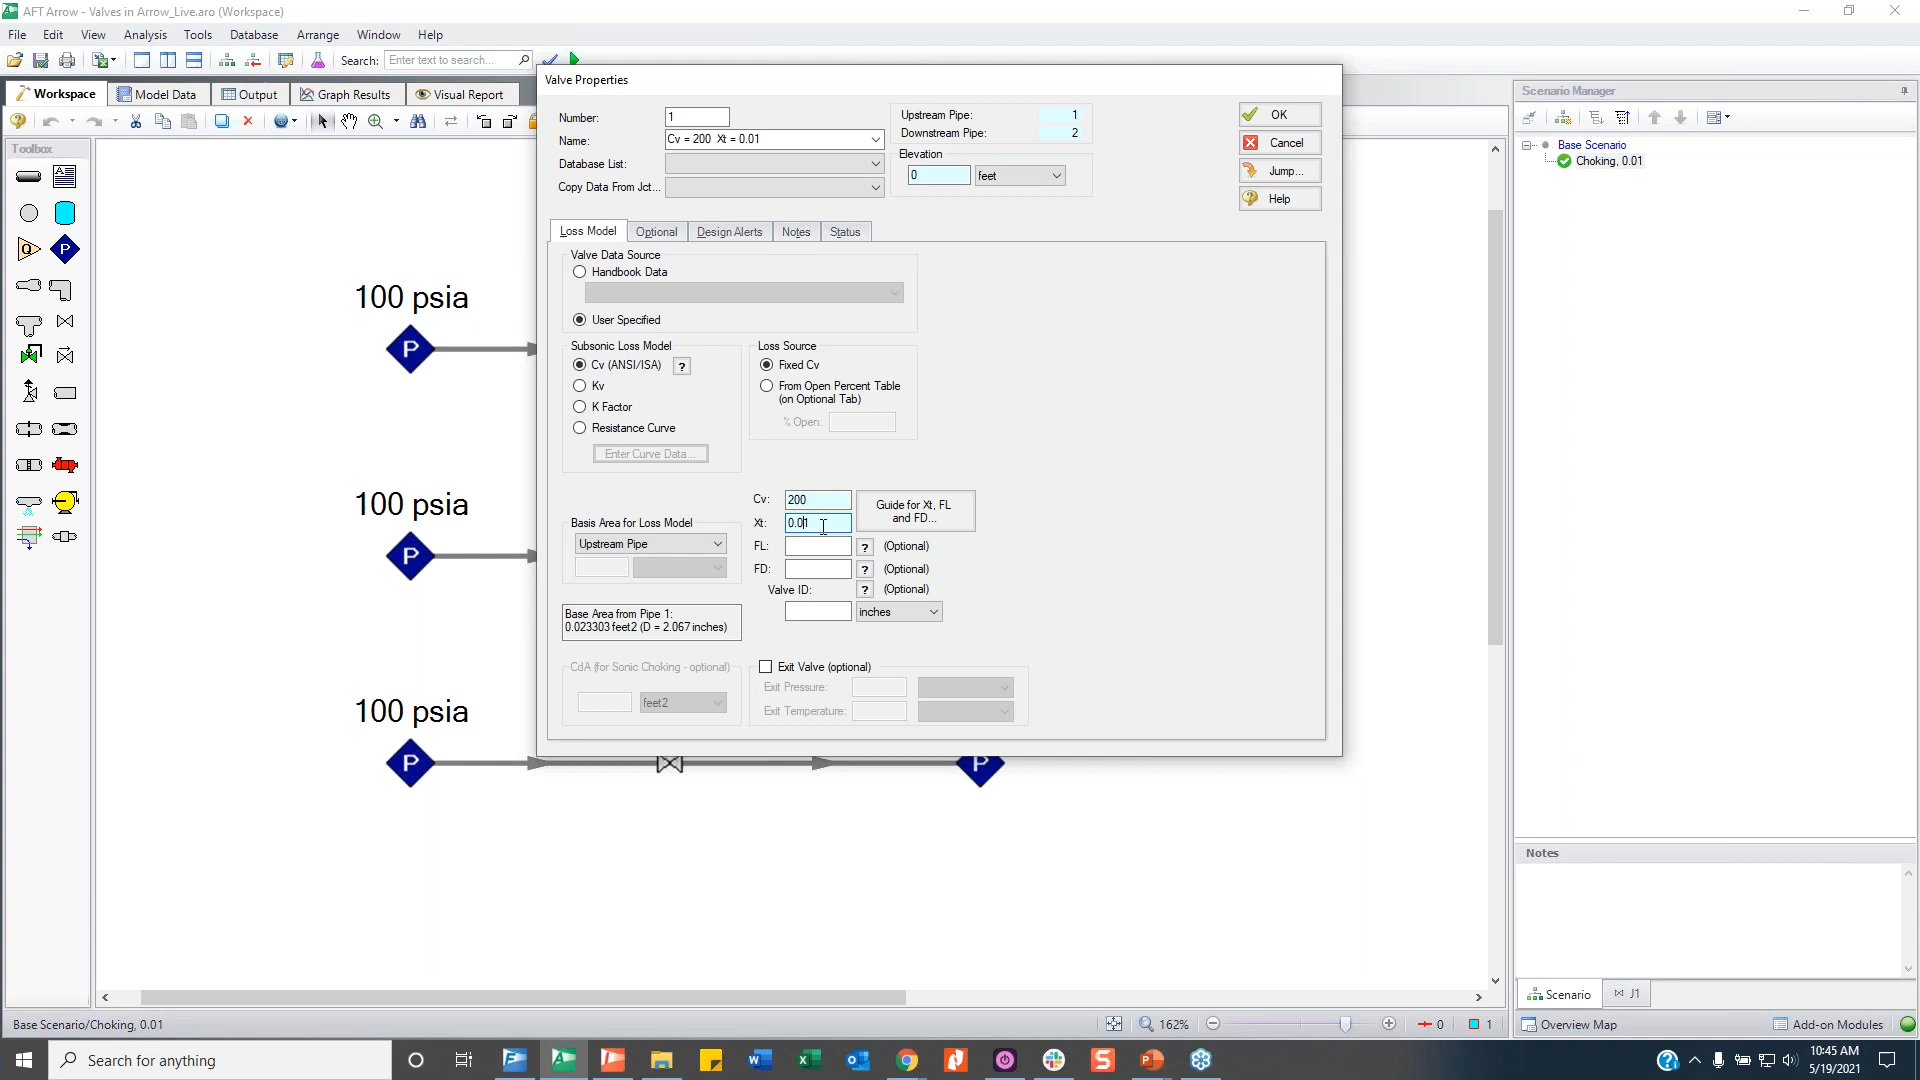 AFT Arrow - Valves in Arrow_Live.aro (Workspace)
File Edit View Analysis Tools Database Arrange Window Help
Search: Enter text to search...
Workspace Model Data Output Graph Results Visual Report
Toolbox
Q P
100 psia
P
100 psia
P
100 psia
P P
Valve Properties
Number: 1
Name: Cv = 200 Xt = 0.01
Database List:
Copy Data From Jct...
Upstream Pipe: 1
Downstream Pipe: 2
Elevation
0 feet
OK
Cancel
Jump...
Help
Loss Model Optional Design Alerts Notes Status
Valve Data Source
Handbook Data
User Specified
Subsonic Loss Model
Cv (ANSI/ISA) ?
Kv
K Factor
Resistance Curve
Enter Curve Data...
Loss Source
Fixed Cv
From Open Percent Table
(on Optional Tab)
% Open:
Basis Area for Loss Model
Upstream Pipe
Base Area from Pipe 1:
0.023303 feet2 (D = 2.067 inches)
Cv: 200
Xt: 0.01
Guide for Xt, FL
and FD...
FL: ? (Optional)
FD: ? (Optional)
Valve ID: ? (Optional)
inches
CdA (for Sonic Choking - optional)
feet2
Exit Valve (optional)
Exit Pressure:
Exit Temperature:
Scenario Manager
Base Scenario
Choking, 0.01
Notes
Scenario J1
Base Scenario/Choking, 0.01
162%
0
1
Overview Map
Add-on Modules
Search for anything
10:45 AM
5/19/2021